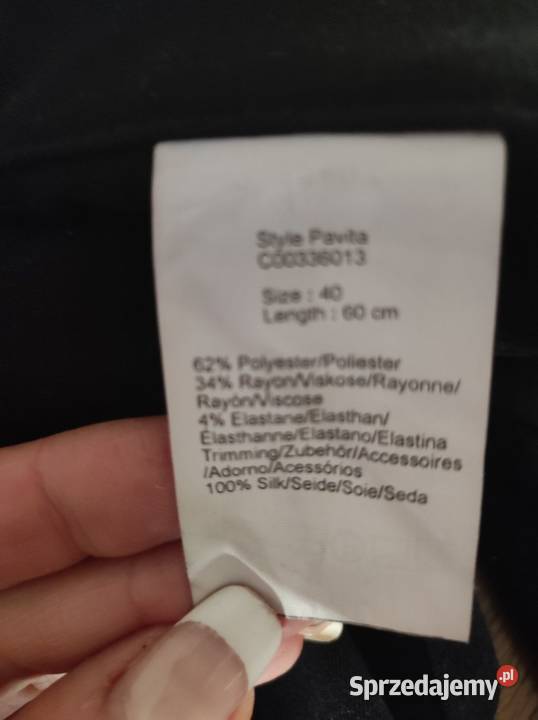 Style Pavita
C00336013
Size : 40
Length : 60 cm
62% Polyester/Poliester
34% Rayon/Viskose/Rayonne/
Rayón/Viscose
4% Elastane/Elasthan/
Élasthanne/Elastano/Elastina
Trimming/Zubehör/Accessoires
/Adorno/Acessórios
100% Silk/Seide/Soie/Seda
Sprzedajemy.pl